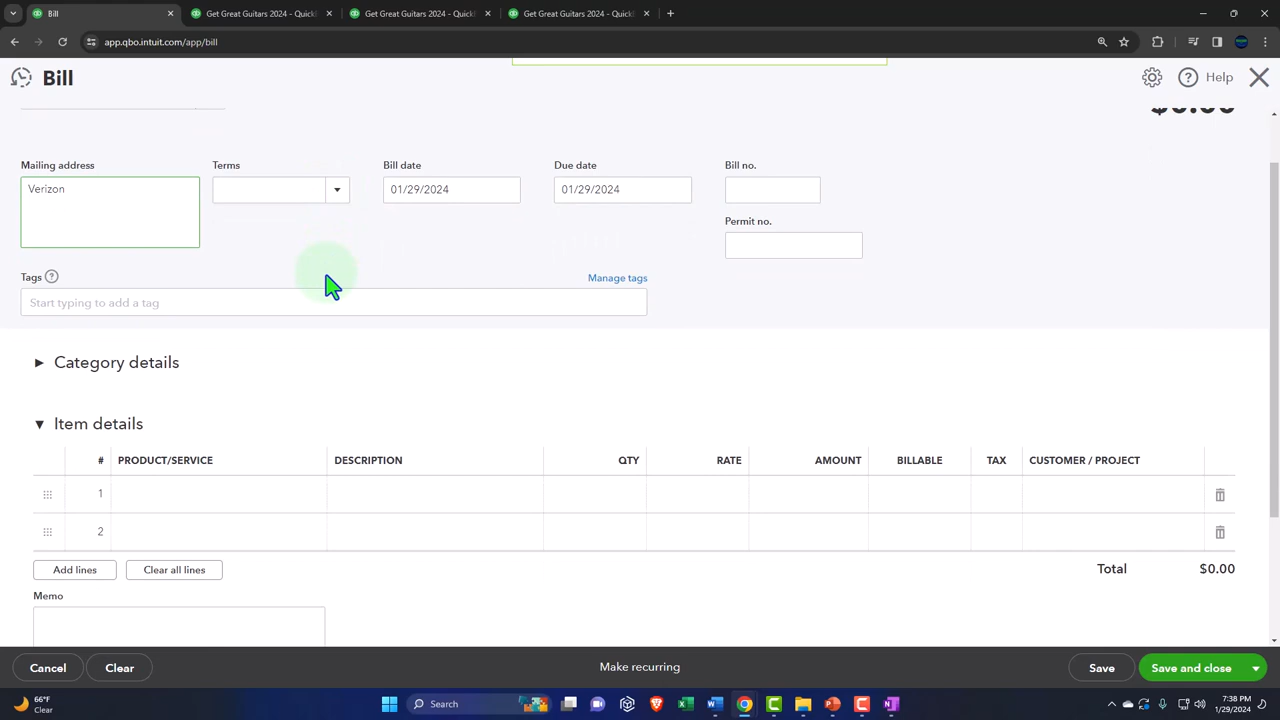 Bill
Get Great Guitars 2024 - Quick
Get Great Guitars 2024 - QuickB
Get Great Guitars 2024 - QuickB
app.qbo.intuit.com/app/bill
Bill
Help
$0.00
Mailing address
Terms
Bill date
Due date
Bill no.
Verizon
01/29/2024
01/29/2024
Permit no.
Tags
Manage tags
Start typing to add a tag
Category details
Item details
# PRODUCT/SERVICE DESCRIPTION QTY RATE AMOUNT BILLABLE TAX CUSTOMER / PROJECT
1
2
Add lines
Clear all lines
Total $0.00
Memo
Cancel
Clear
Make recurring
Save
Save and close
66°F
Clear
Search
7:38 PM
1/29/2024